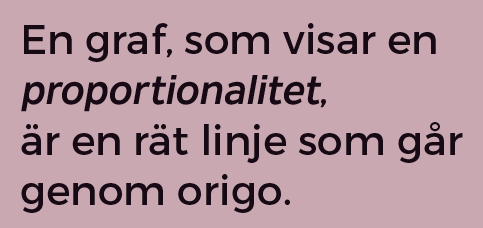 En graf, som visar en
proportionalitet,
är en rät linje som går
genom origo.